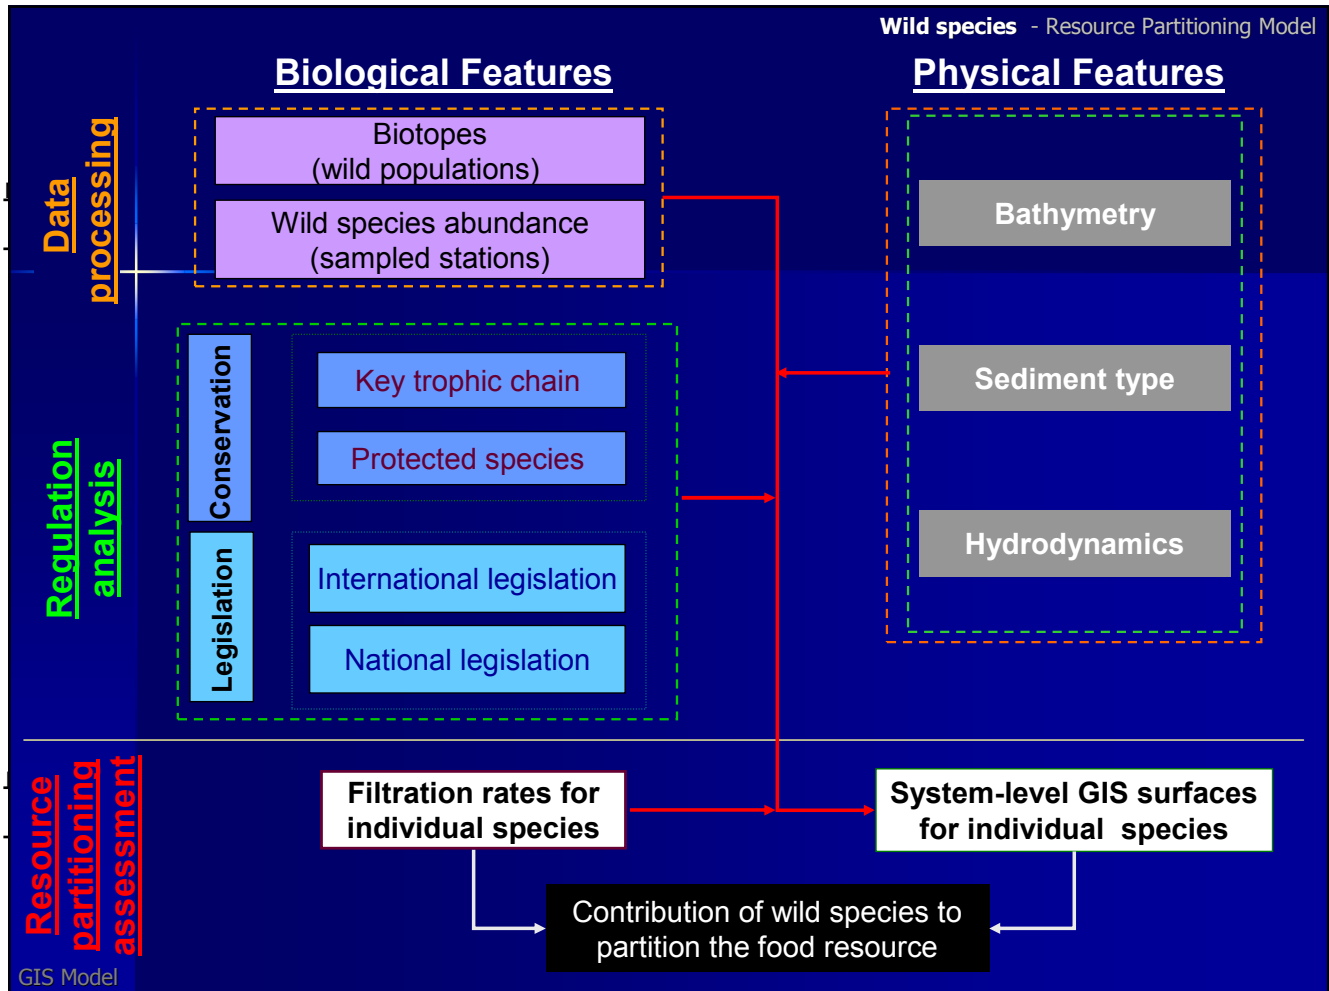 Wild species - Resource Partitioning Model
Biological Features
Physical Features
Data
processing
Biotopes
(wild populations)
Wild species abundance
(sampled stations)
Bathymetry
Sediment type
Hydrodynamics
Regulation
analysis
Conservation
Key trophic chain
Protected species
Legislation
International legislation
National legislation
Resource
partitioning
assessment
Filtration rates for
individual species
System-level GIS surfaces
for individual species
Contribution of wild species to
partition the food resource
GIS Model